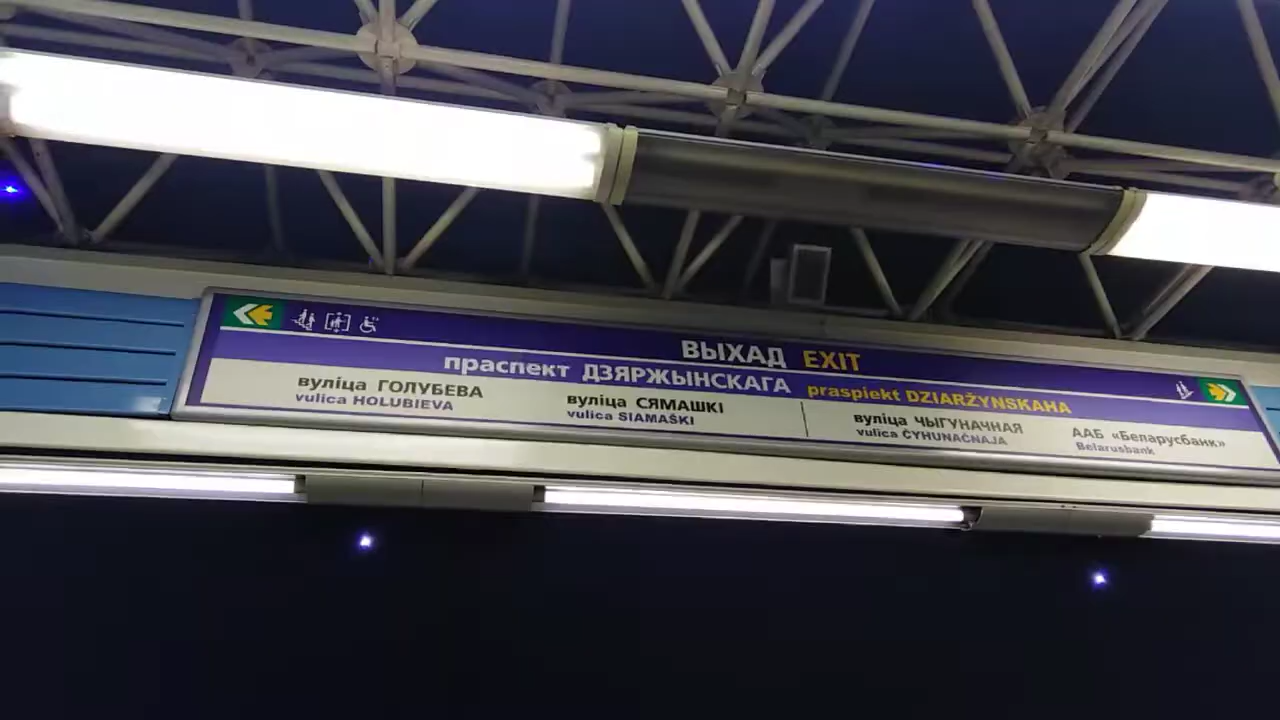 ВЫХАД EXIT
праспект ДЗЯРЖЫНСКАГА praspiekt DZIARŽYNSKAHA
вуліца ГОЛУБЕВА
vulica HOLUBIEVA
вуліца СЯМАШКІ
vulica SIAMAŠKI
вуліца ЧЫГУНАЧНАЯ
vulica ČYHUNAČNAJA
ААБ «Беларусбанк»
Belarusbank